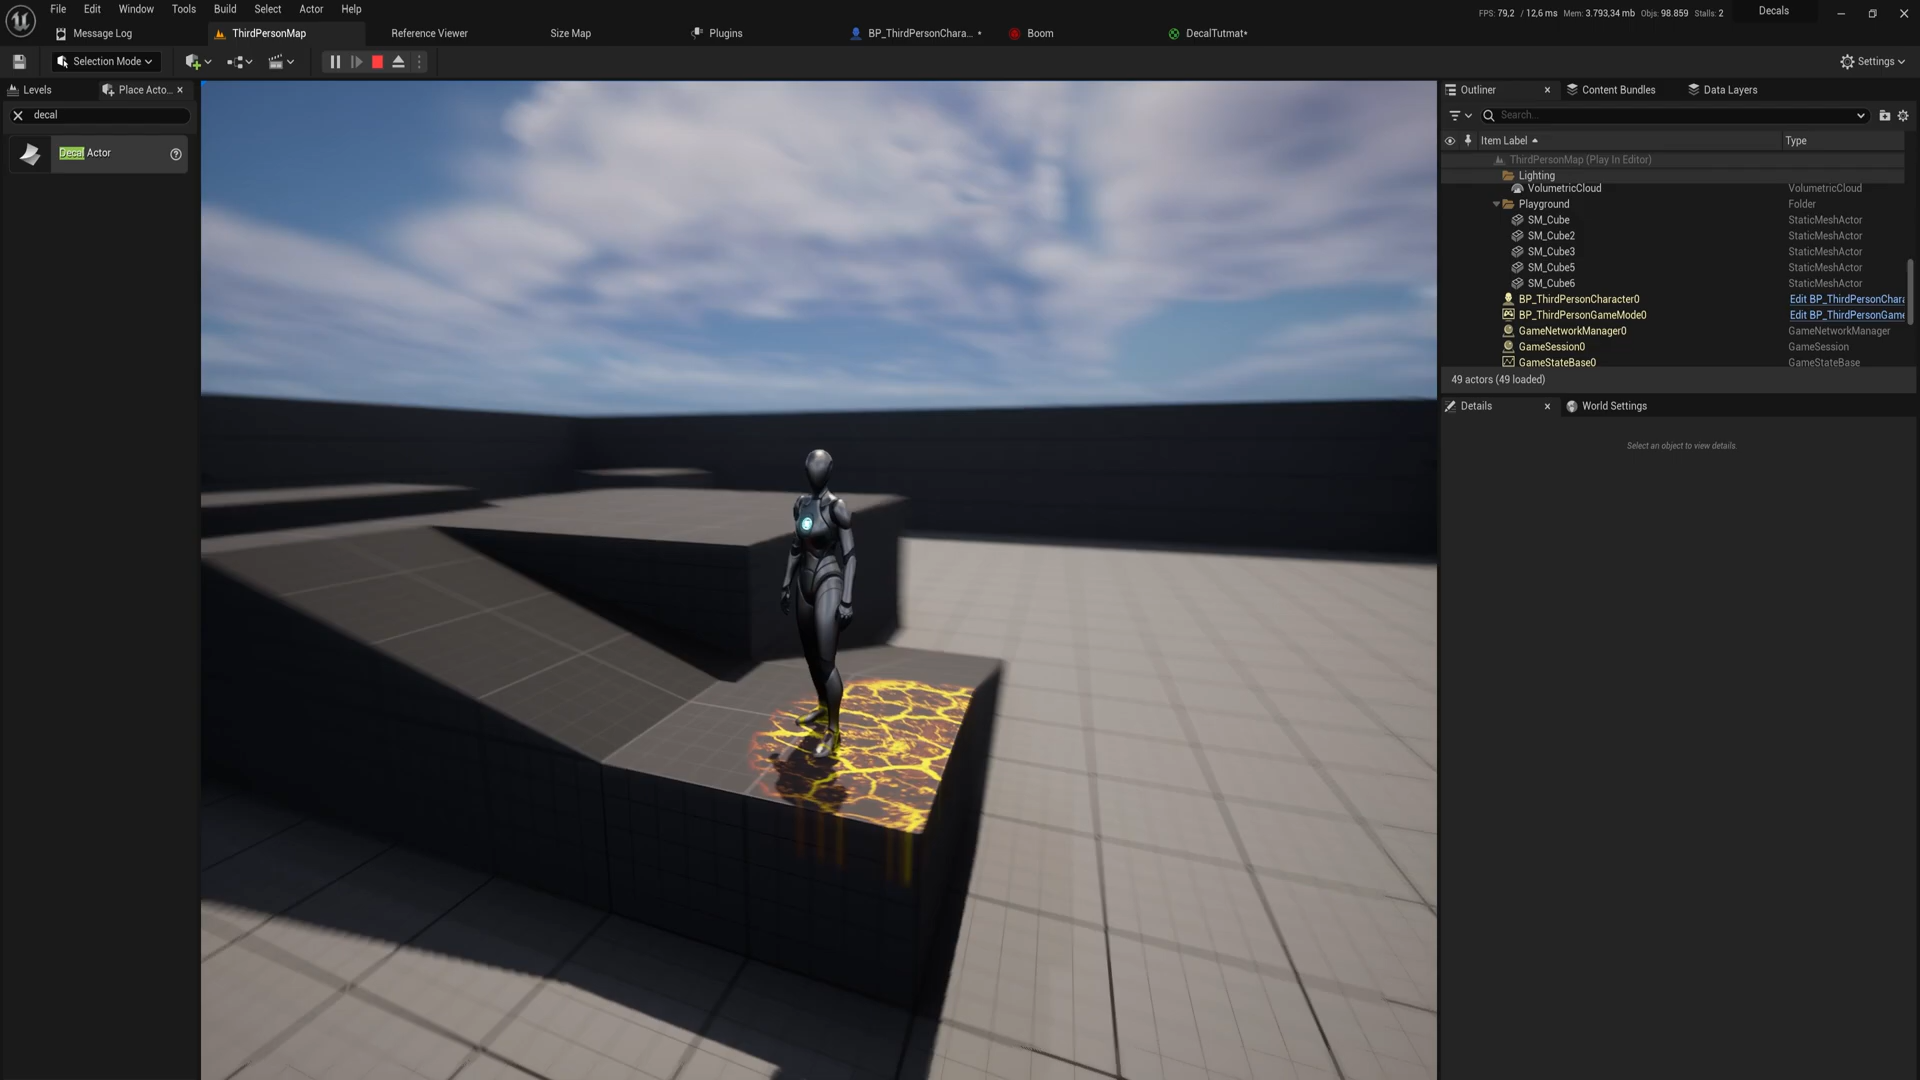 File Edit Window Tools Build Select Actor Help
FPS: 79,2 / 12,6 ms Mem: 3.793,34 mb Objs: 98.859 Stalls: 2
Decals
Message Log
ThirdPersonMap
Reference Viewer
Size Map
Plugins
BP_ThirdPersonChara... •
Boom
DecalTutmat•
Selection Mode
Settings
Levels
Place Acto...
decal
Decal Actor
Outliner
Content Bundles
Data Layers
Search...
Item Label
Type
ThirdPersonMap (Play In Editor)
Lighting
VolumetricCloud VolumetricCloud
Playground Folder
SM_Cube StaticMeshActor
SM_Cube2 StaticMeshActor
SM_Cube3 StaticMeshActor
SM_Cube5 StaticMeshActor
SM_Cube6 StaticMeshActor
BP_ThirdPersonCharacter0 Edit BP_ThirdPersonChara
BP_ThirdPersonGameMode0 Edit BP_ThirdPersonGame
GameNetworkManager0 GameNetworkManager
GameSession0 GameSession
GameStateBase0 GameStateBase
49 actors (49 loaded)
Details
World Settings
Select an object to view details.